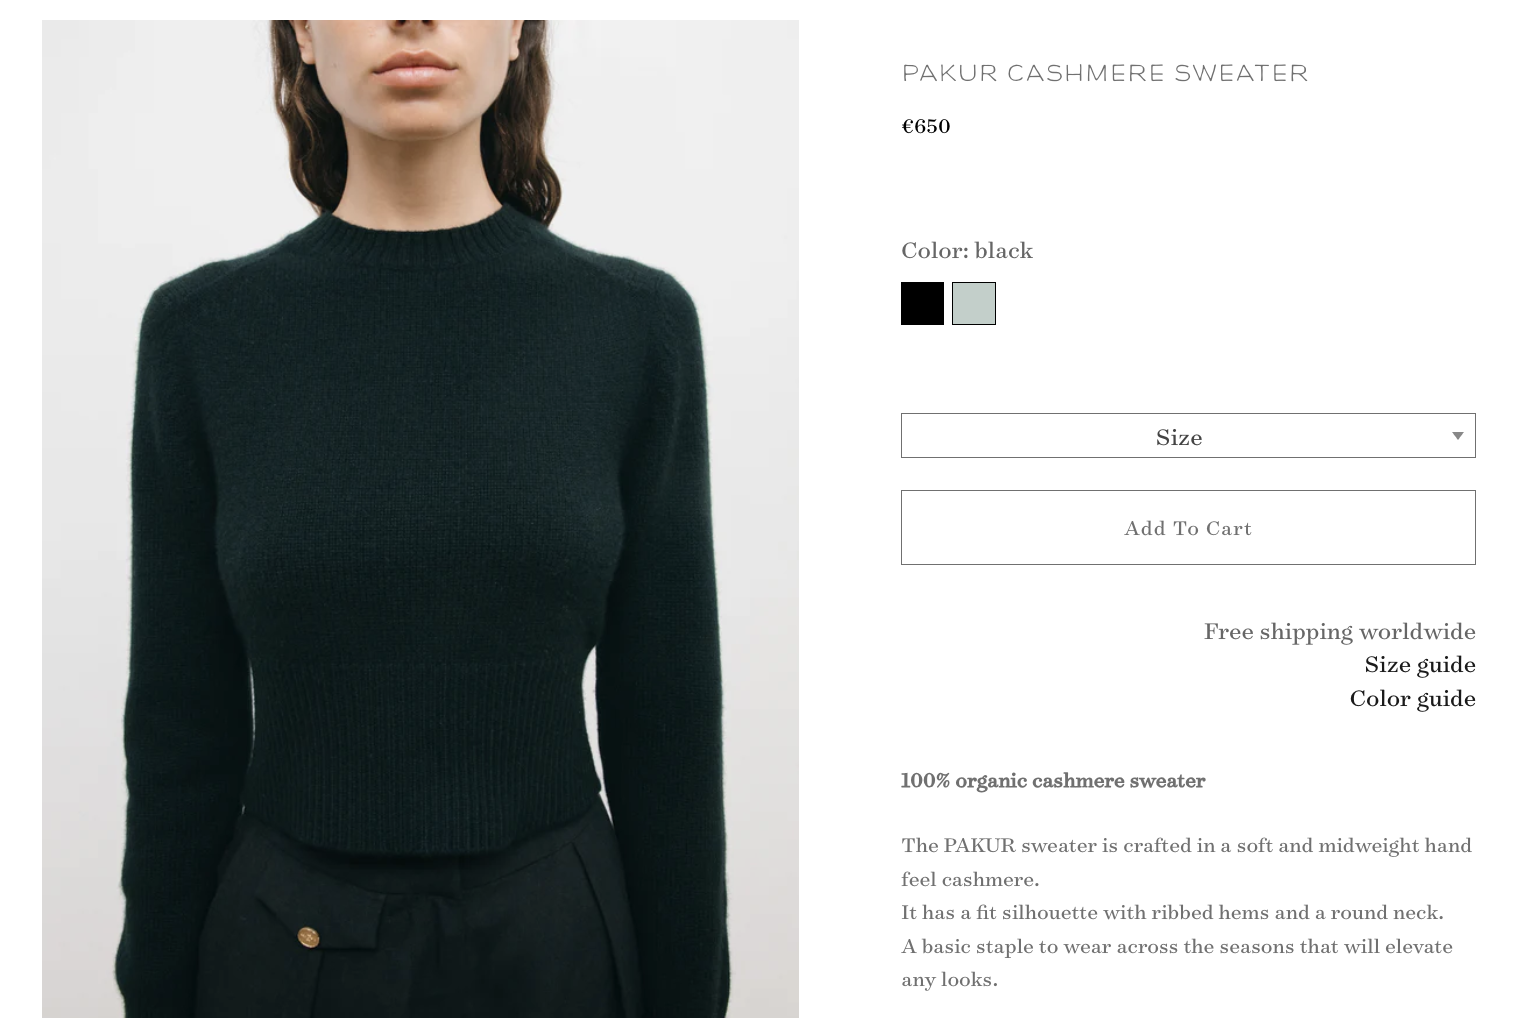 PAKUR CASHMERE SWEATER
€650
Color: black
Size
Add To Cart
Free shipping worldwide
Size guide
Color guide
100% organic cashmere sweater
The PAKUR sweater is crafted in a soft and midweight hand
feel cashmere.
It has a fit silhouette with ribbed hems and a round neck.
A basic staple to wear across the seasons that will elevate
any looks.